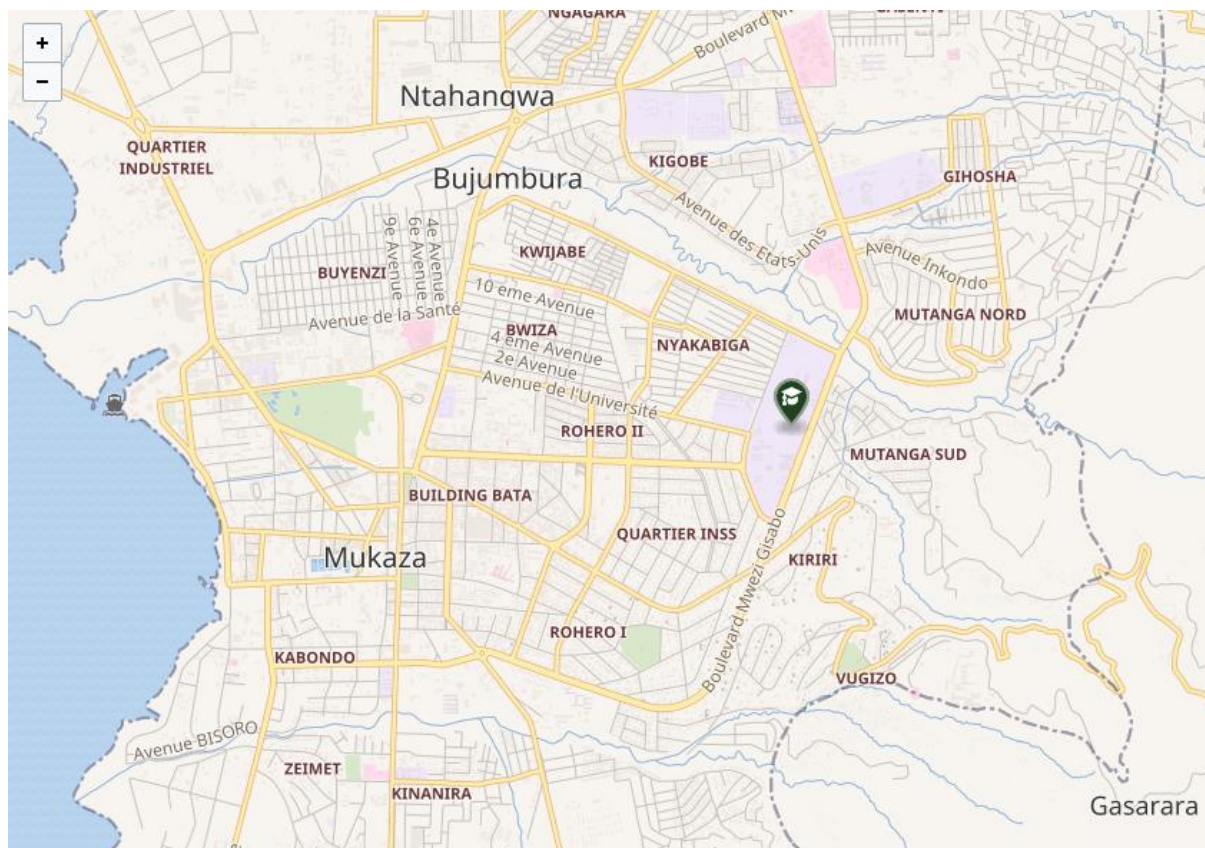 NGAGARA
+
−
Ntahangwa
QUARTIER
INDUSTRIEL
KIGOBE
GIHOSHA
Bujumbura
Avenue des Etats-Unis
4e Avenue
6e Avenue
9e Avenue
KWIJABE
Avenue Inkondo
BUYENZI
10 eme Avenue
Avenue de la Santé
BWIZA
MUTANGA NORD
NYAKABIGA
4 eme Avenue
2e Avenue
Avenue de l'Université
ROHERO II
MUTANGA SUD
BUILDING BATA
QUARTIER INSS
Mukaza
KIRIRI
Boulevard Mwezi Gisabo
ROHERO I
KABONDO
VUGIZO
Avenue BISORO
ZEIMET
KINANIRA
Gasarara